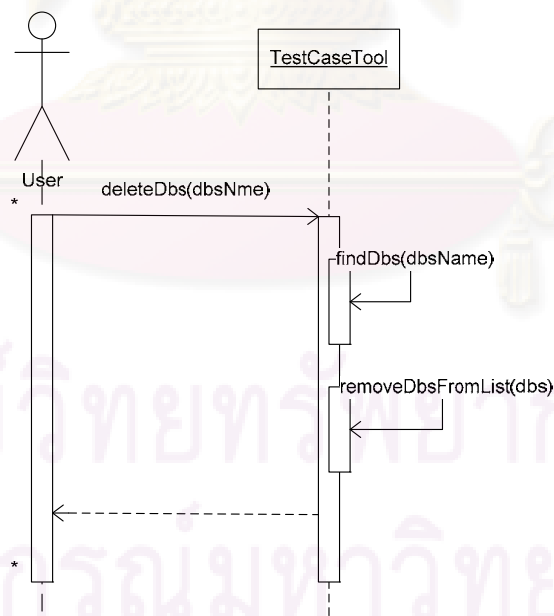 TestCaseTool
User
*
deleteDbs(dbsNme)
findDbs(dbsName)
removeDbsFromList(dbs)
*